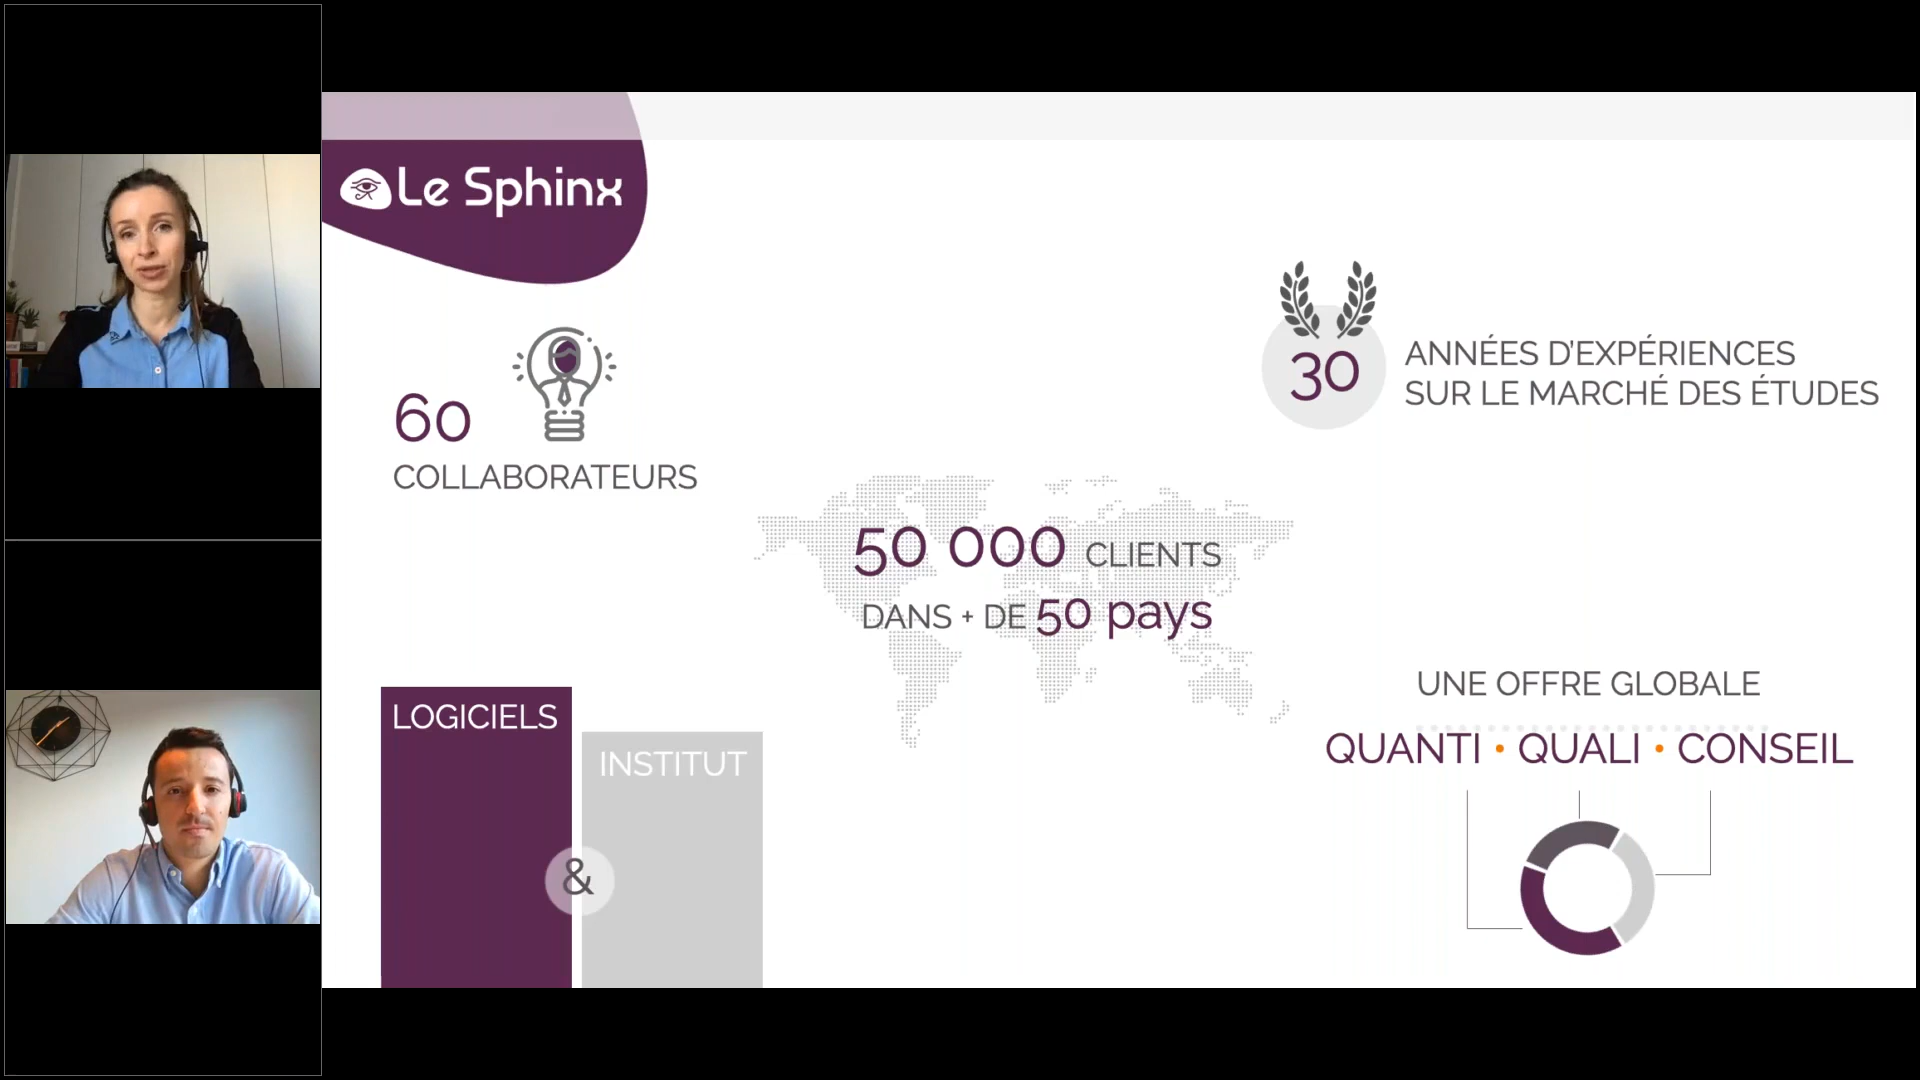 Le Sphinx
30
ANNÉES D'EXPÉRIENCES
SUR LE MARCHÉ DES ÉTUDES
60
COLLABORATEURS
50 000 CLIENTS
DANS + DE 50 pays
UNE OFFRE GLOBALE
QUANTI • QUALI • CONSEIL
LOGICIELS
&
INSTITUT